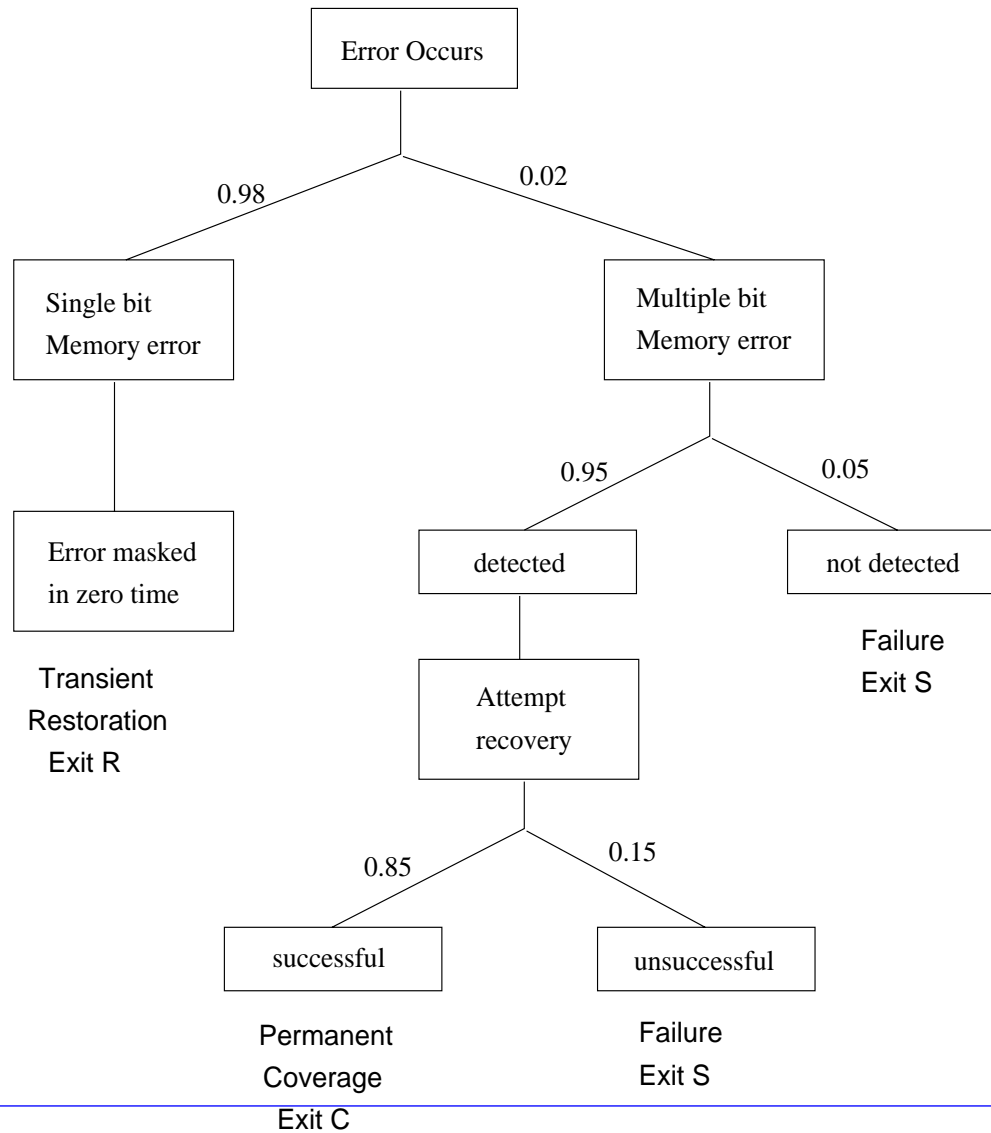 Error Occurs
0.98
0.02
Single bit
Memory error
Multiple bit
Memory error
0.95
0.05
Error masked
in zero time
detected
not detected
Transient
Restoration
Exit R
Failure
Exit S
Attempt
recovery
0.85
0.15
successful
unsuccessful
Permanent
Coverage
Exit C
Failure
Exit S